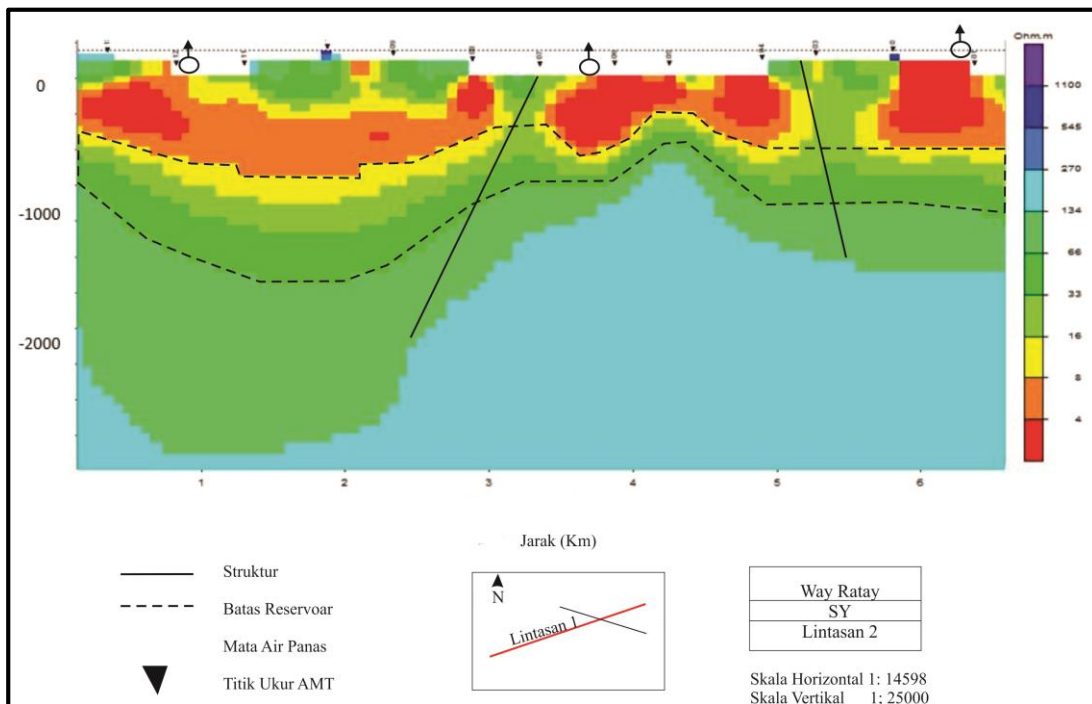 Ohm.m
0
-1000
-2000
1100
545
270
134
66
33
16
8
4
1 2 3 4 5 6
Jarak (Km)
Struktur
Batas Reservoar
Mata Air Panas
Titik Ukur AMT
N
Lintasan 1
Way Ratay
SY
Lintasan 2
Skala Horizontal 1: 14598
Skala Vertikal 1; 25000